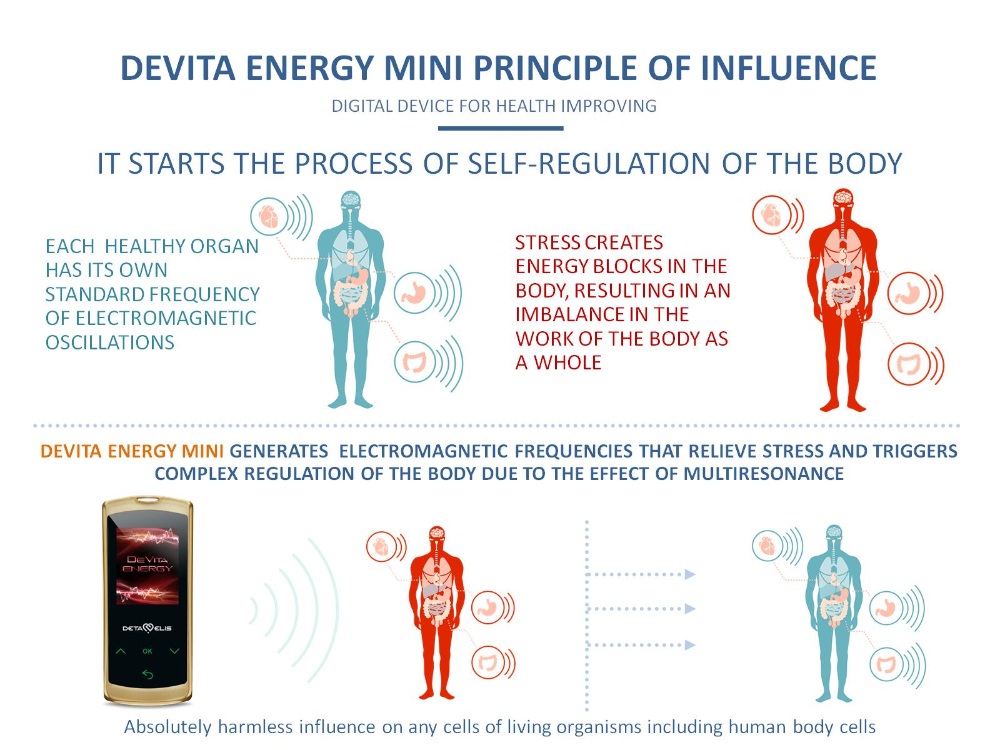 DEVITA ENERGY MINI PRINCIPLE OF INFLUENCE
DIGITAL DEVICE FOR HEALTH IMPROVING
IT STARTS THE PROCESS OF SELF-REGULATION OF THE BODY
EACH HEALTHY ORGAN
HAS ITS OWN
STANDARD FREQUENCY
OF ELECTROMAGNETIC
OSCILLATIONS
STRESS CREATES
ENERGY BLOCKS IN THE
BODY, RESULTING IN AN
IMBALANCE IN THE
WORK OF THE BODY AS
A WHOLE
DEVITA ENERGY MINI GENERATES ELECTROMAGNETIC FREQUENCIES THAT RELIEVE STRESS AND TRIGGERS
COMPLEX REGULATION OF THE BODY DUE TO THE EFFECT OF MULTIRESONANCE
DEVITA
ENERGY
DETA ELIS
OK
Absolutely harmless influence on any cells of living organisms including human body cells